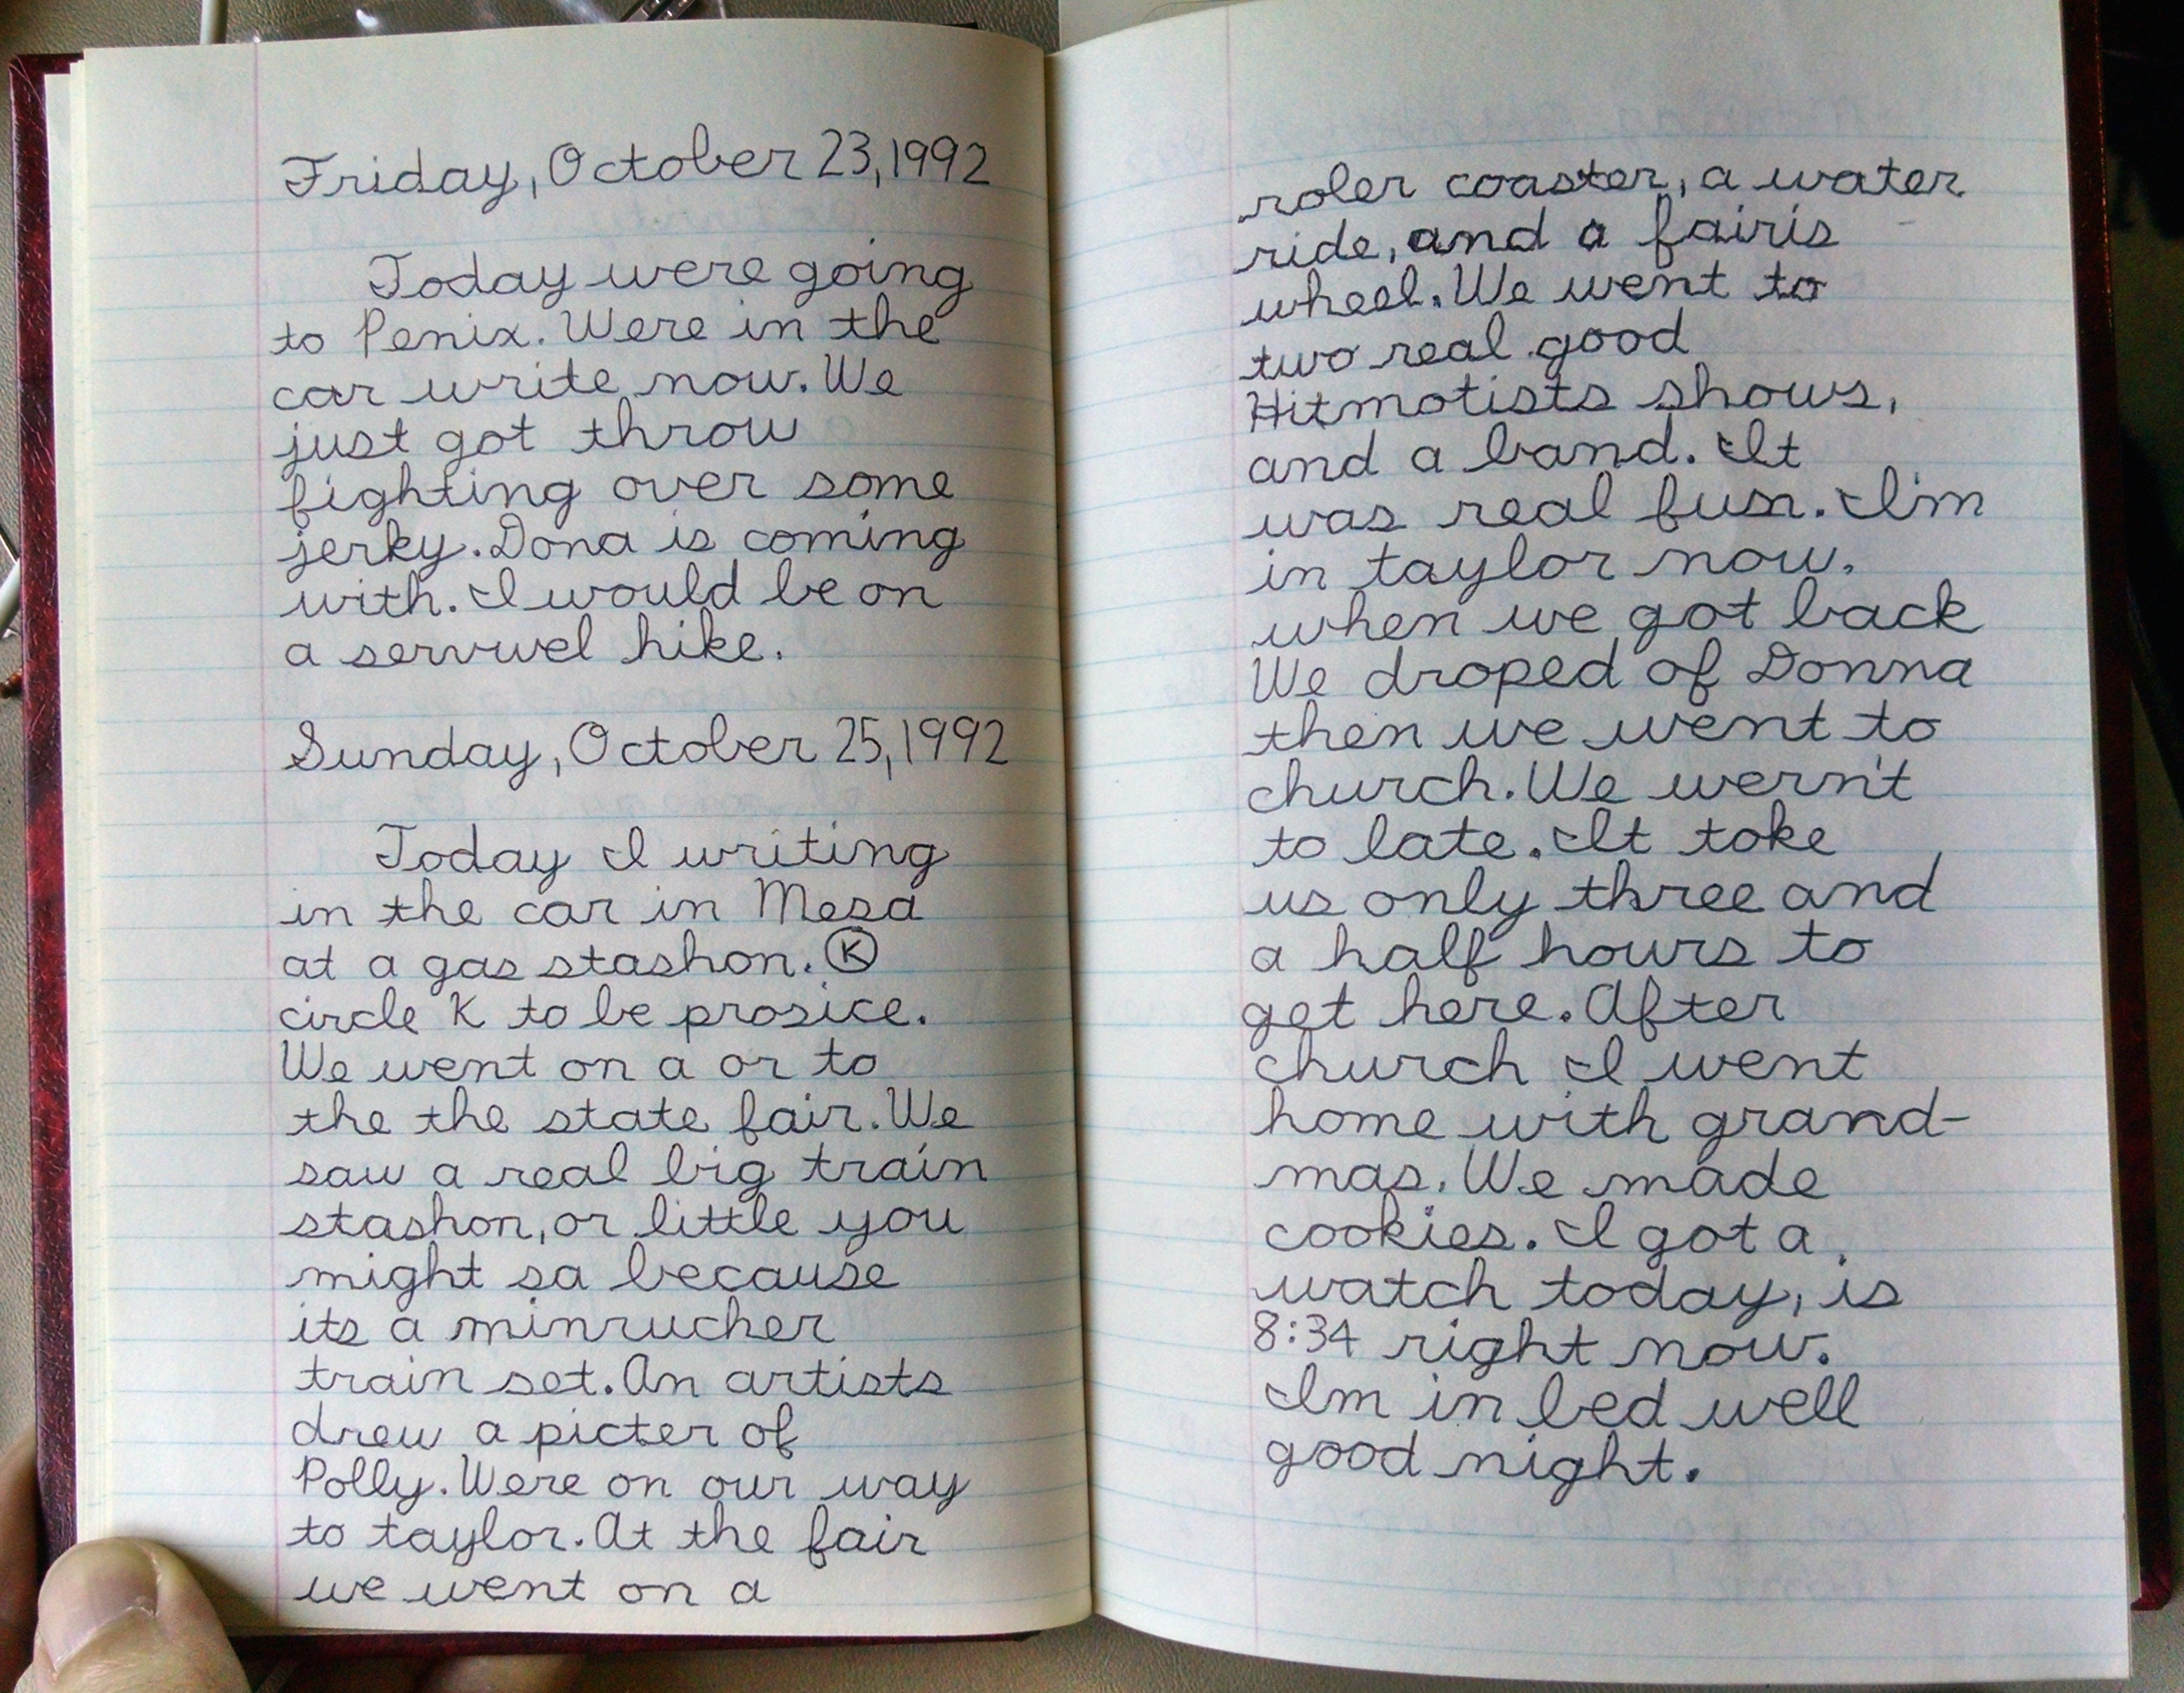 Friday, October 23, 1992
Today were going
to Penix. Were in the
car write now. We
just got throw
fighting over some
jerky. Dona is coming
with. I would be on
a servuel hike.
Sunday, October 25, 1992
Today I writing
in the car in Mesa
at a gas stashon. Ⓚ
circle K to be prosice.
We went on a or to
the the state fair. We
saw a real big train
stashon, or little you
might sa because
its a minrucher
train set. An artists
drew a picter of
Polly. Were on our way
to taylor. At the fair
we went on a
roler coaster, a water
ride, and a fairis
wheel. We went to
two real good
Hitmotists shows,
and a band. It
was real fun. I'm
in taylor now.
when we got back
We droped of Donna
then we went to
church. We wern't
to late. It toke
us only three and
a half hours to
get here. After
church I went
home with grand-
mas. We made
cookies. I got a
watch today, is
8:34 right now.
Im in bed well
good night.